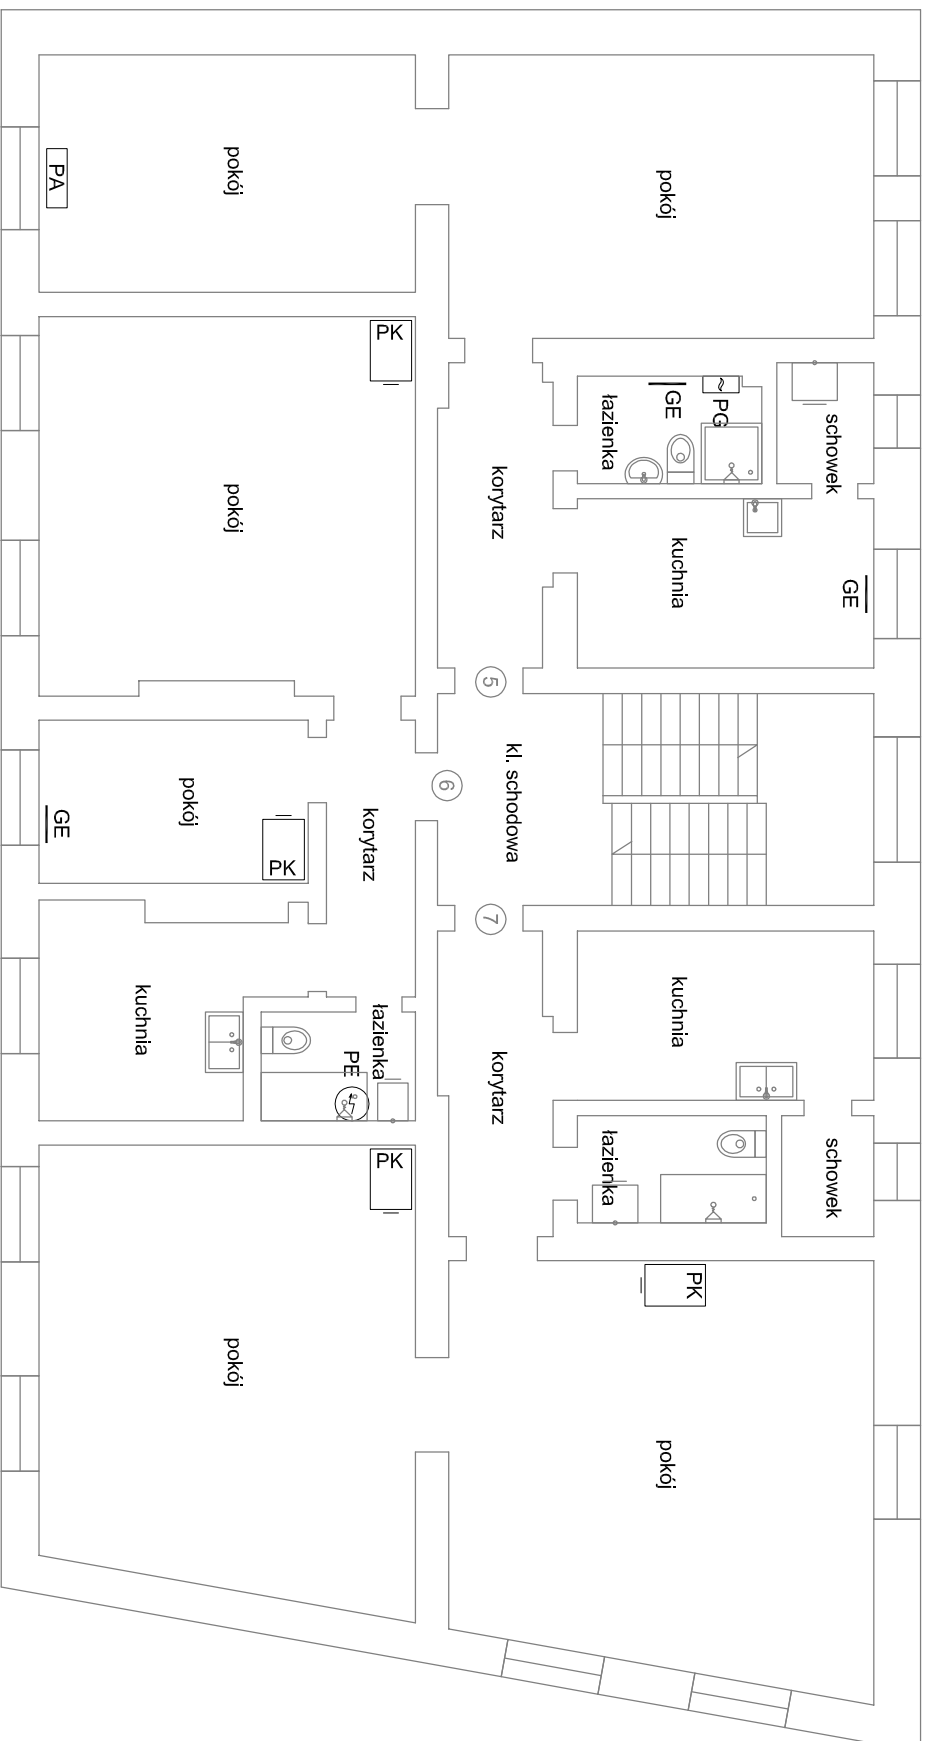 pokój
PA
pokój
PK
pokój
GE
PG
łazienka
schowek
korytarz
kuchnia
GE
5
kl. schodowa
6
pokój
GE
PK
korytarz
7
kuchnia
łazienka
PE
kuchnia
korytarz
łazienka
schowek
PK
pokój
PK
pokój